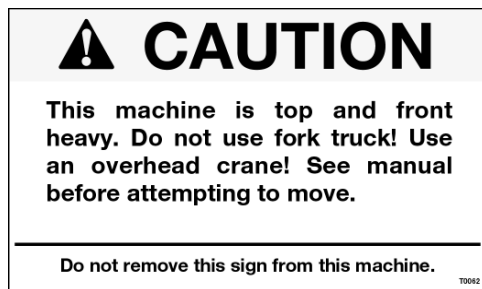 CAUTION
This machine is top and front
heavy. Do not use fork truck! Use
an overhead crane! See manual
before attempting to move.
Do not remove this sign from this machine.
T0062